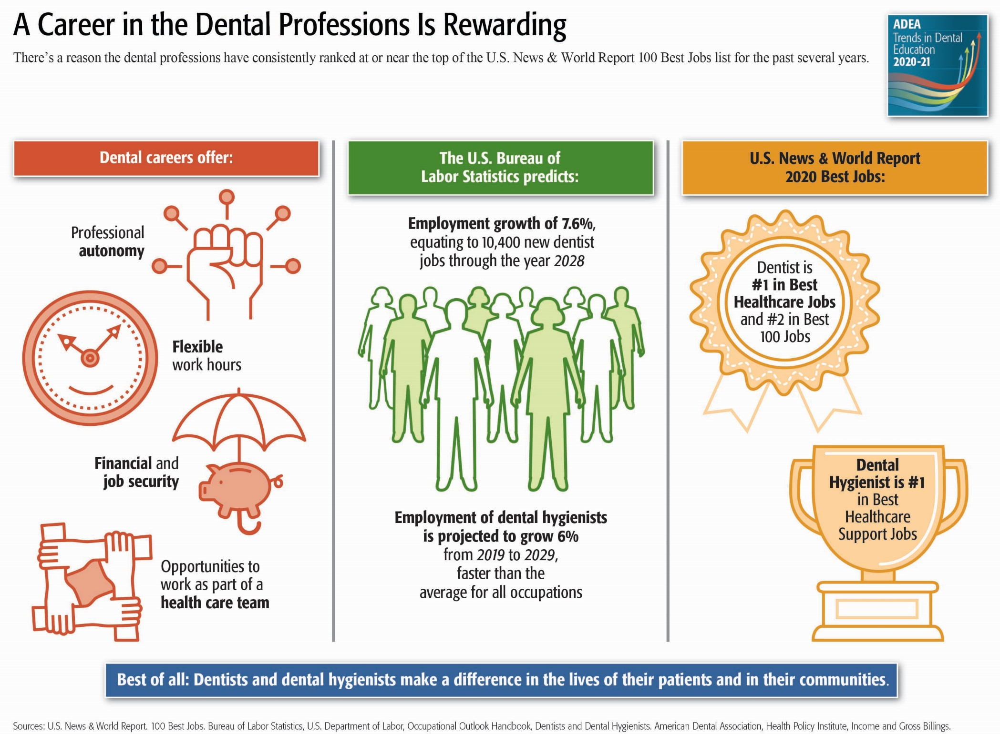 A Career in the Dental Professions Is Rewarding
There's a reason the dental professions have consistently ranked at or near the top of the U.S. News & World Report 100 Best Jobs list for the past several years.
ADEA
Trends in Dental
Education
2020-21
Dental careers offer:
Professional
autonomy
Flexible
work hours
Financial and
job security
Opportunities to
work as part of a
health care team
The U.S. Bureau of
Labor Statistics predicts:
Employment growth of 7.6%,
equating to 10,400 new dentist
jobs through the year 2028
Employment of dental hygienists
is projected to grow 6%
from 2019 to 2029,
faster than the
average for all occupations
U.S. News & World Report
2020 Best Jobs:
Dentist is
#1 in Best
Healthcare Jobs
and #2 in Best
100 Jobs
Dental
Hygienist is #1
in Best
Healthcare
Support Jobs
Best of all: Dentists and dental hygienists make a difference in the lives of their patients and in their communities.
Sources: U.S. News & World Report. 100 Best Jobs. Bureau of Labor Statistics, U.S. Department of Labor, Occupational Outlook Handbook, Dentists and Dental Hygienists. American Dental Association, Health Policy Institute, Income and Gross Billings.